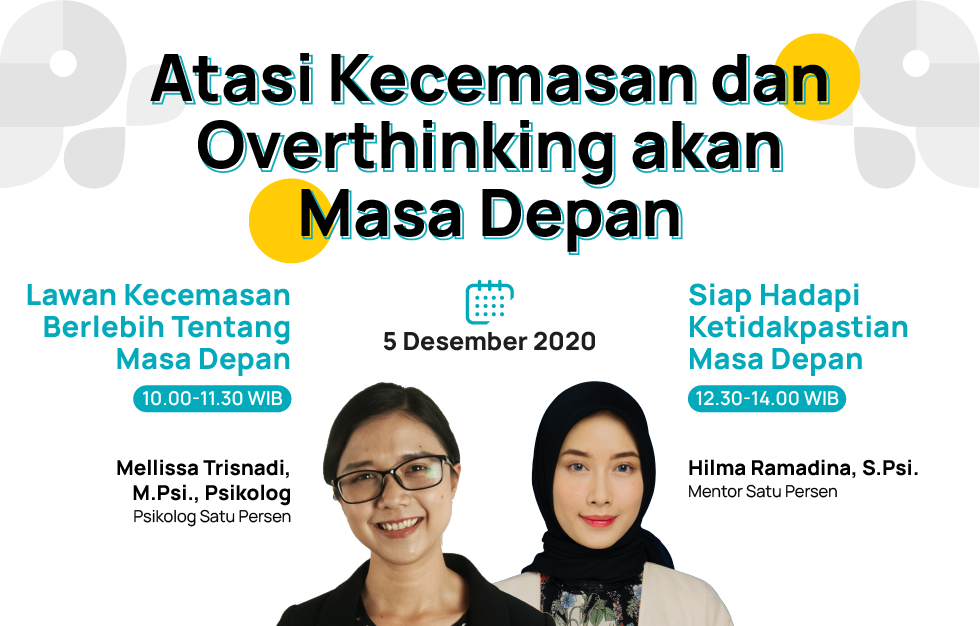 Atasi Kecemasan dan
Overthinking akan
Masa Depan
Lawan Kecemasan
Berlebih Tentang
Masa Depan
10.00-11.30 WIB
Mellissa Trisnadi,
M.Psi., Psikolog
Psikolog Satu Persen
5 Desember 2020
Siap Hadapi
Ketidakpastian
Masa Depan
12.30-14.00 WIB
Hilma Ramadina, S.Psi.
Mentor Satu Persen